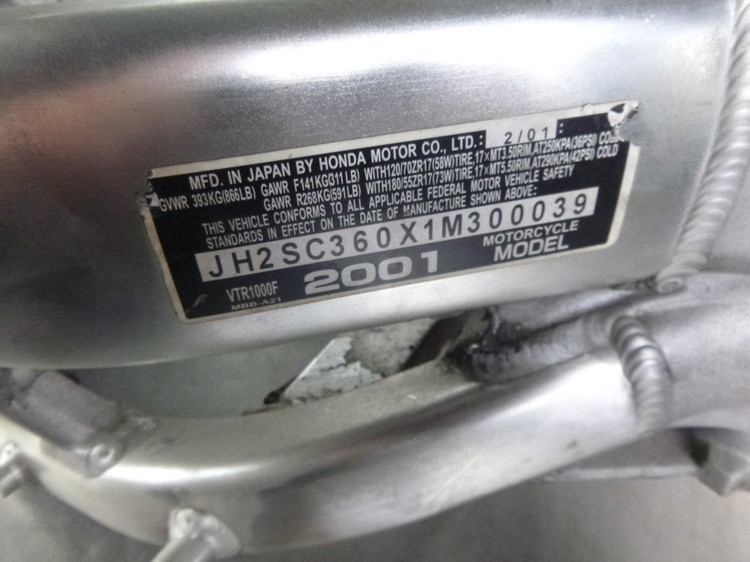 MFD. IN JAPAN BY HONDA MOTOR CO., LTD.: 2/01
GVWR 393KG(866LB) GAWR F141KG(311LB)WITH120/70ZR17(58W)TIRE,17×MT3.50RIM,AT250KPA(36PSI) COLD
GAWR R268KG(591LB)WITH180/55ZR17(73W)TIRE,17×MT5.50RIM,AT290KPA(42PSI) COLD
THIS VEHICLE CONFORMS TO ALL APPLICABLE FEDERAL MOTOR VEHICLE SAFETY
STANDARDS IN EFFECT ON THE DATE OF MANUFACTURE SHOWN ABOVE:
JH2SC360X1M300039
VTR1000F 2001 MOTORCYCLE
MBB-A21 MODEL